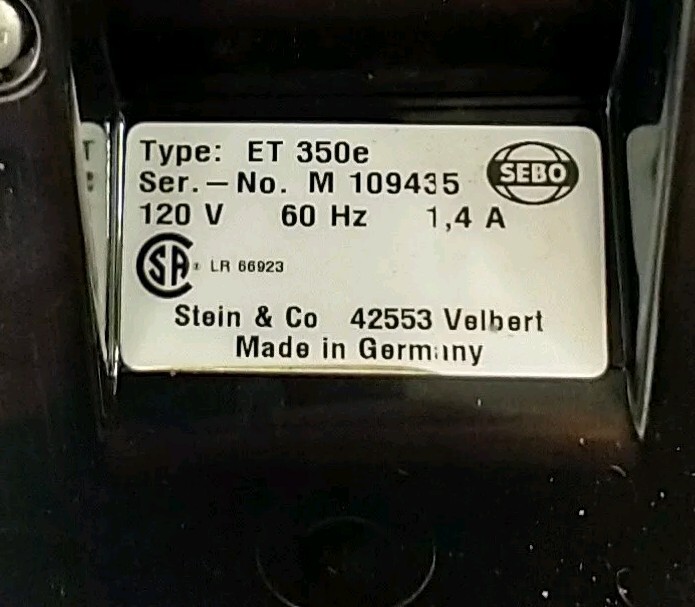 Type: ET 350e
SEBO
Ser.-No. M 109435
120 V 60 Hz 1,4 A
SA ® LR 66923
Stein & Co 42553 Velbert
Made in Germany